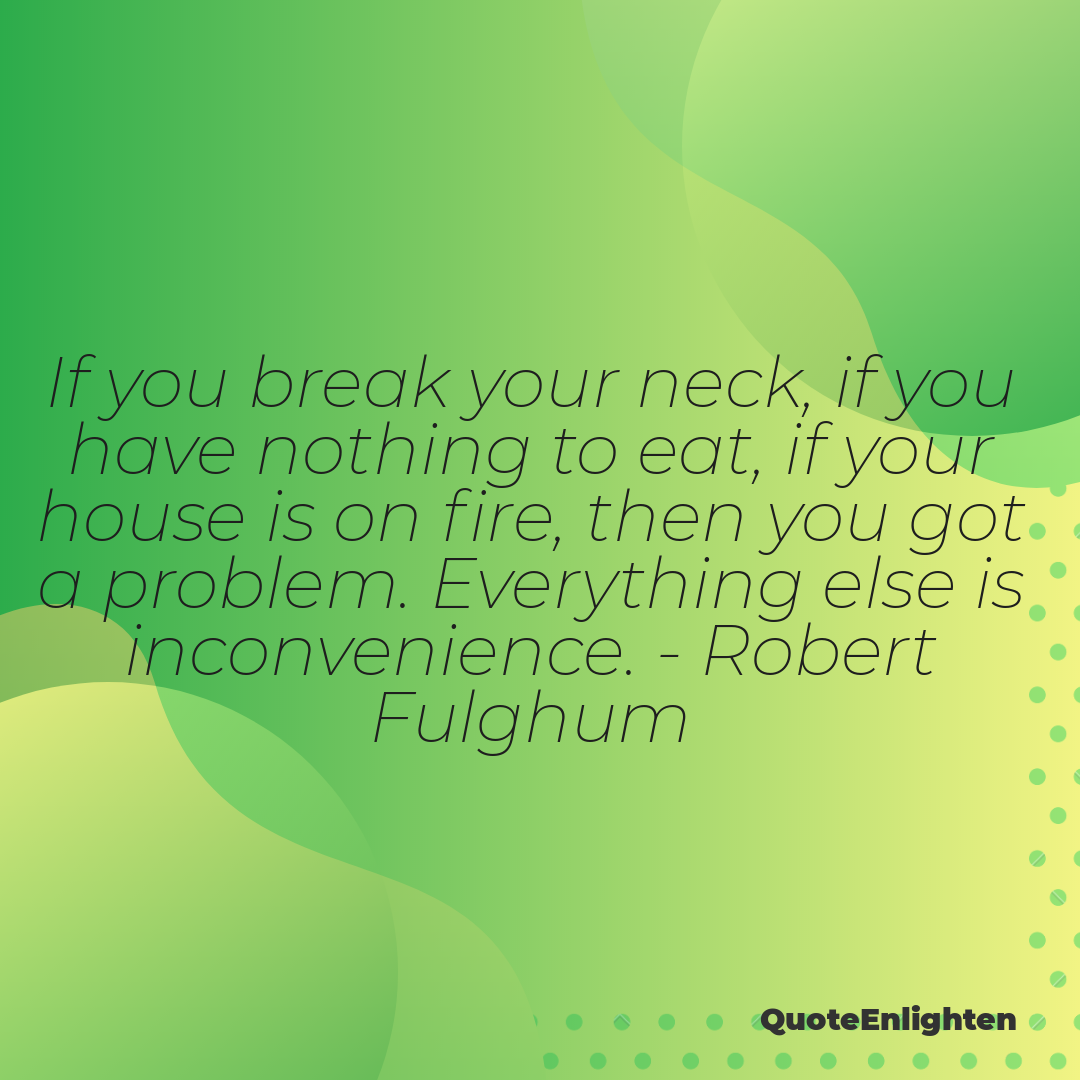 If you break your neck, if you
have nothing to eat, if your
house is on fire, then you got
a problem. Everything else is
inconvenience. - Robert
Fulghum
QuoteEnlighten